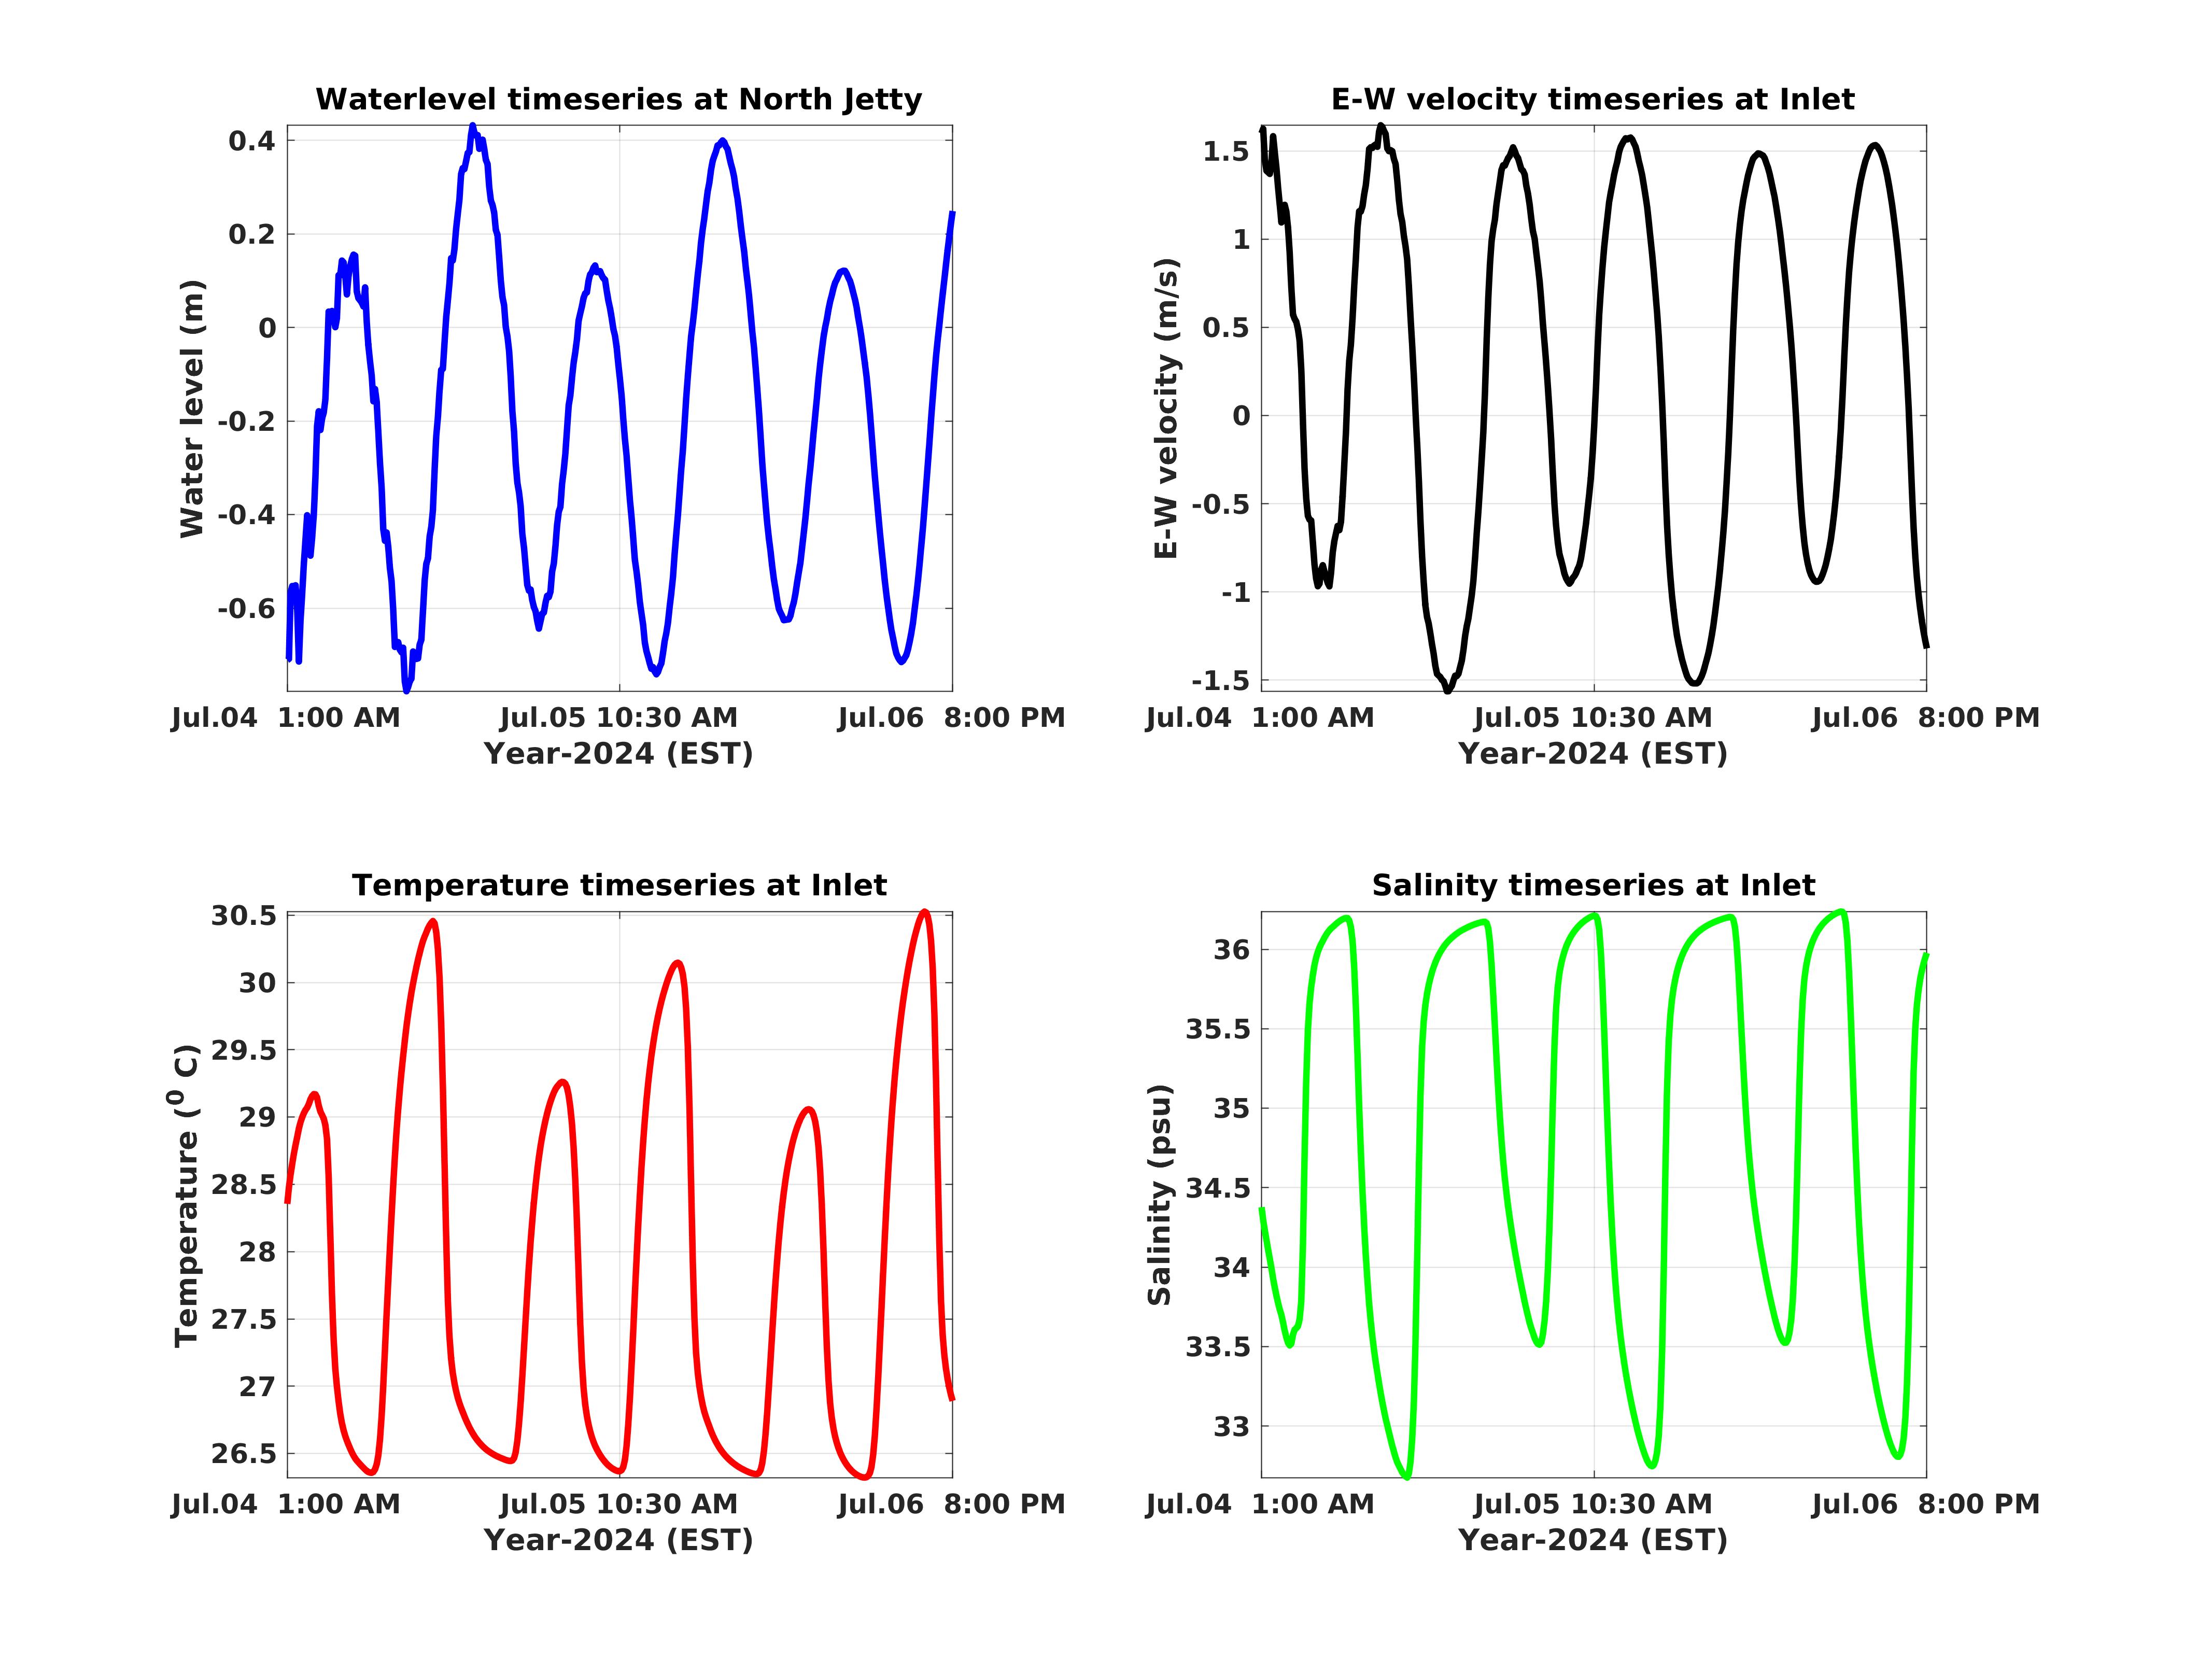 Waterlevel timeseries at North Jetty
0.4
0.2
0
-0.2
-0.4
-0.6
Water level (m)
Jul.04 1:00 AM
Jul.05 10:30 AM
Jul.06 8:00 PM
Year-2024 (EST)
E-W velocity timeseries at Inlet
1.5
1
0.5
0
-0.5
-1
-1.5
E-W velocity (m/s)
Jul.04 1:00 AM
Jul.05 10:30 AM
Jul.06 8:00 PM
Year-2024 (EST)
Temperature timeseries at Inlet
30.5
30
29.5
29
28.5
28
27.5
27
26.5
Temperature (⁰ C)
Jul.04 1:00 AM
Jul.05 10:30 AM
Jul.06 8:00 PM
Year-2024 (EST)
Salinity timeseries at Inlet
36
35.5
35
34.5
34
33.5
33
Salinity (psu)
Jul.04 1:00 AM
Jul.05 10:30 AM
Jul.06 8:00 PM
Year-2024 (EST)